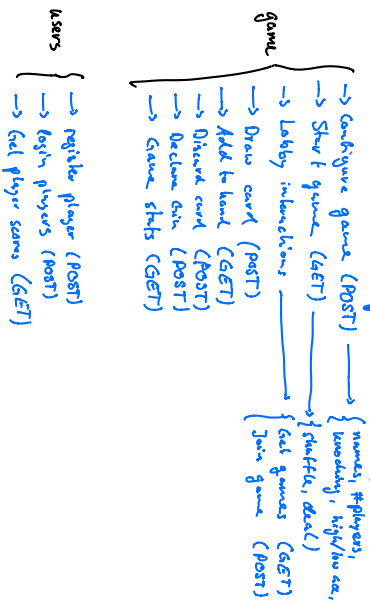 game
→ Configure game (POST) → { names, #players,
knocking, high/low ace,
→ Start game (GET) → { shuffle, deal)
→ Lobby interactions → { Get games (GET)
Join game (POST)
→ Draw card (POST)
→ Add to hand (GET)
→ Discard card (POST)
→ Declare Gin (POST)
→ Game stats (GET)
users
→ register player (POST)
→ login players (POST)
→ Get player scores (GET)